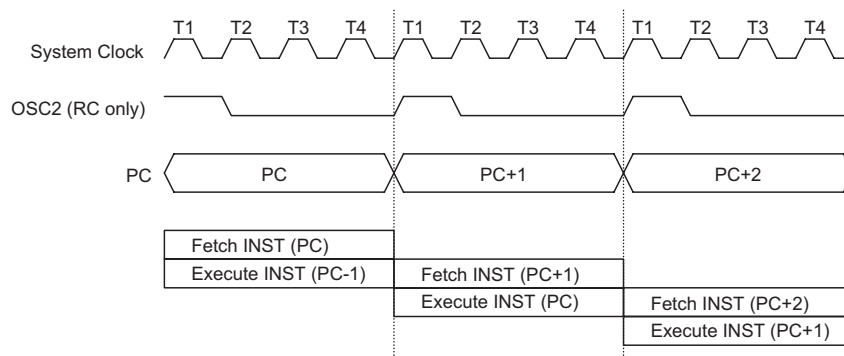 T1 T2 T3 T4 T1 T2 T3 T4 T1 T2 T3 T4
System Clock
OSC2 (RC only)
PC PC PC+1 PC+2
Fetch INST (PC)
Execute INST (PC-1) Fetch INST (PC+1)
Execute INST (PC) Fetch INST (PC+2)
Execute INST (PC+1)